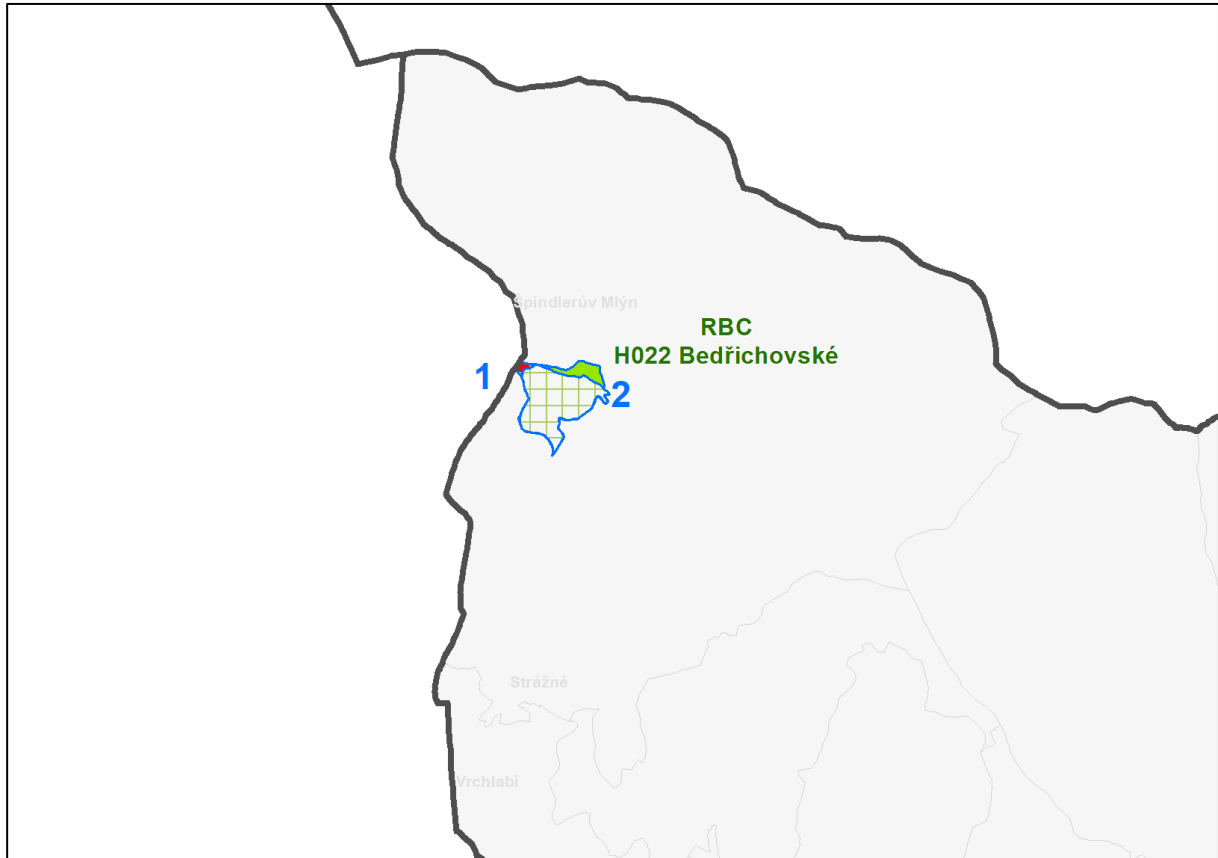 Špindlerův Mlýn
RBC
H022 Bedřichovské
1
2
Strážné
Vrchlabí